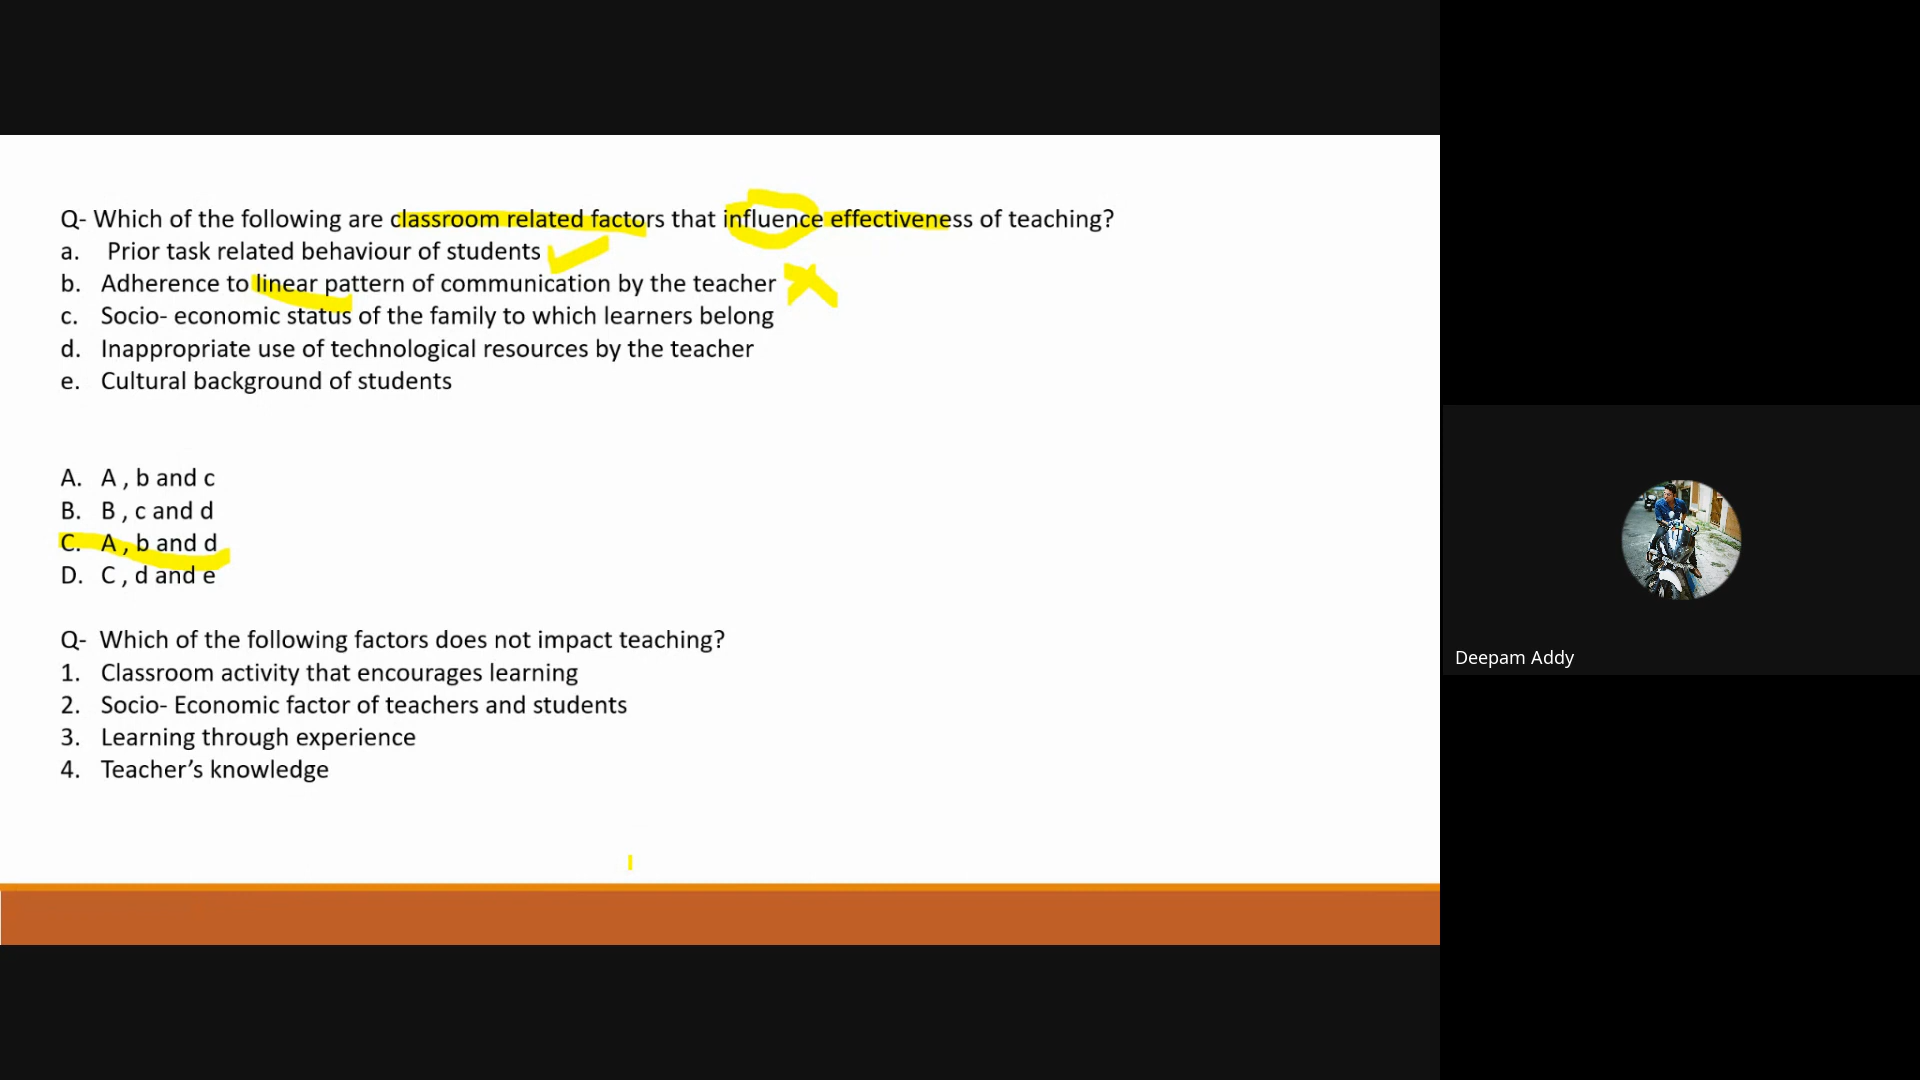 Q- Which of the following are classroom related factors that influence effectiveness of teaching?
a. Prior task related behaviour of students
b. Adherence to linear pattern of communication by the teacher
c. Socio- economic status of the family to which learners belong
d. Inappropriate use of technological resources by the teacher
e. Cultural background of students
A. A , b and c
B. B , c and d
C. A , b and d
D. C , d and e
Q- Which of the following factors does not impact teaching?
1. Classroom activity that encourages learning
2. Socio- Economic factor of teachers and students
3. Learning through experience
4. Teacher’s knowledge
Deepam Addy